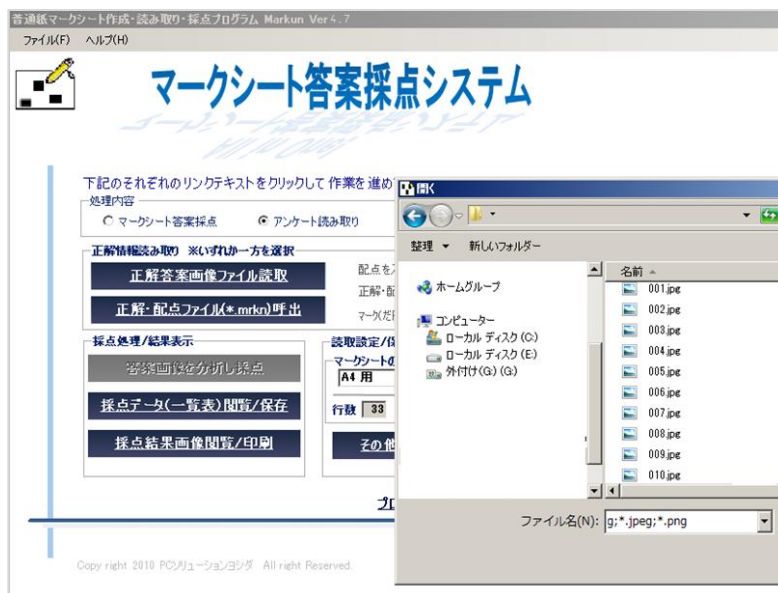 普通紙マークシート作成・読み取り・採点プログラム Markun Ver4.7
ファイル(F) ヘルプ(H)
マークシート答案採点システム
下記のそれぞれのリンクテキストをクリックして 作業を進め
処理内容
マークシート答案採点 アンケート読み取り
正解情報読み取り ※いずれか一方を選択
正解答案画像ファイル読取
配点を
正解・配点ファイル(*.mrkn)呼出
正解・配
マーク(だ
採点処理/結果表示
答案画像を分析し採点
採点データ(一覧表)閲覧/保存
採点結果画像閲覧/印刷
読取設定/保
マークシートの
A4 用
行数 33
その他
プロ
Copy right 2010 PCソリューションヨシダ All right Reserved.
開く
整理 新しいフォルダー
ホームグループ
コンピューター
ローカル ディスク (C:)
ローカル ディスク (E:)
外付け(G:) (G:)
名前
001.jpg
002.jpg
003.jpg
004.jpg
005.jpg
006.jpg
007.jpg
008.jpg
009.jpg
010.jpg
ファイル名(N): g;*.jpeg;*.png